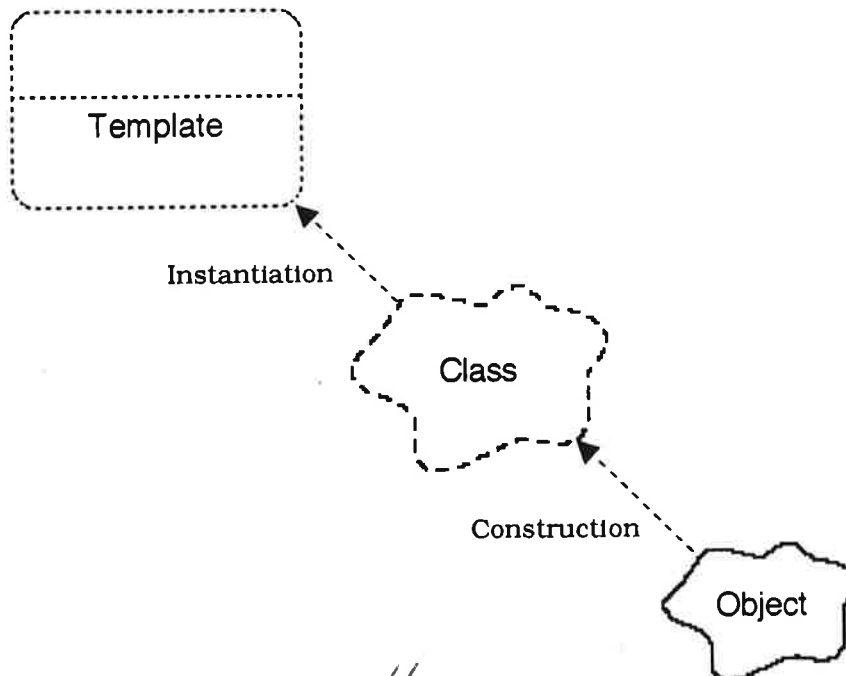 Template
Instantiation
Class
Construction
Object